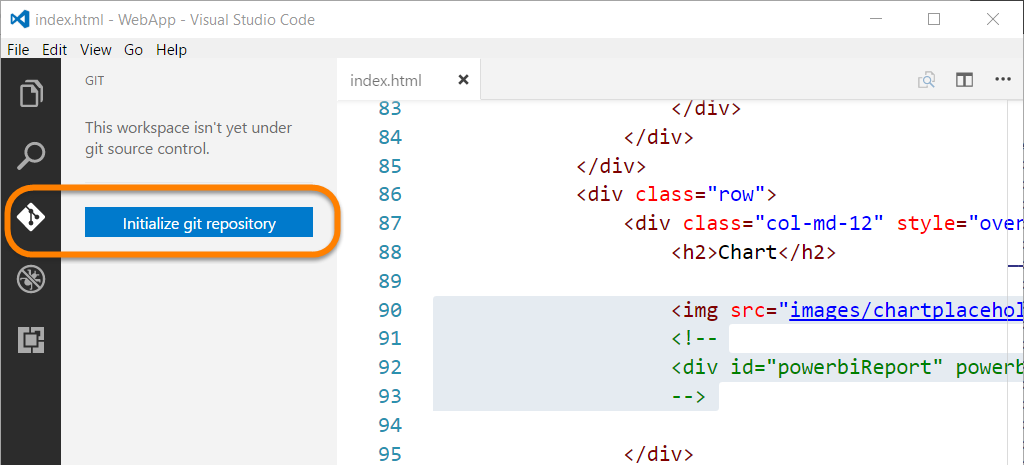 index.html - WebApp - Visual Studio Code
File Edit View Go Help
GIT
This workspace isn't yet under
git source control.
Initialize git repository
index.html
83 </div>
84 </div>
85 </div>
86 <div class="row">
87 <div class="col-md-12" style="over
88 <h2>Chart</h2>
89
90 <img src="images/chartplacehol
91 <!--
92 <div id="powerbiReport" powerb
93 -->
94
95 </div>